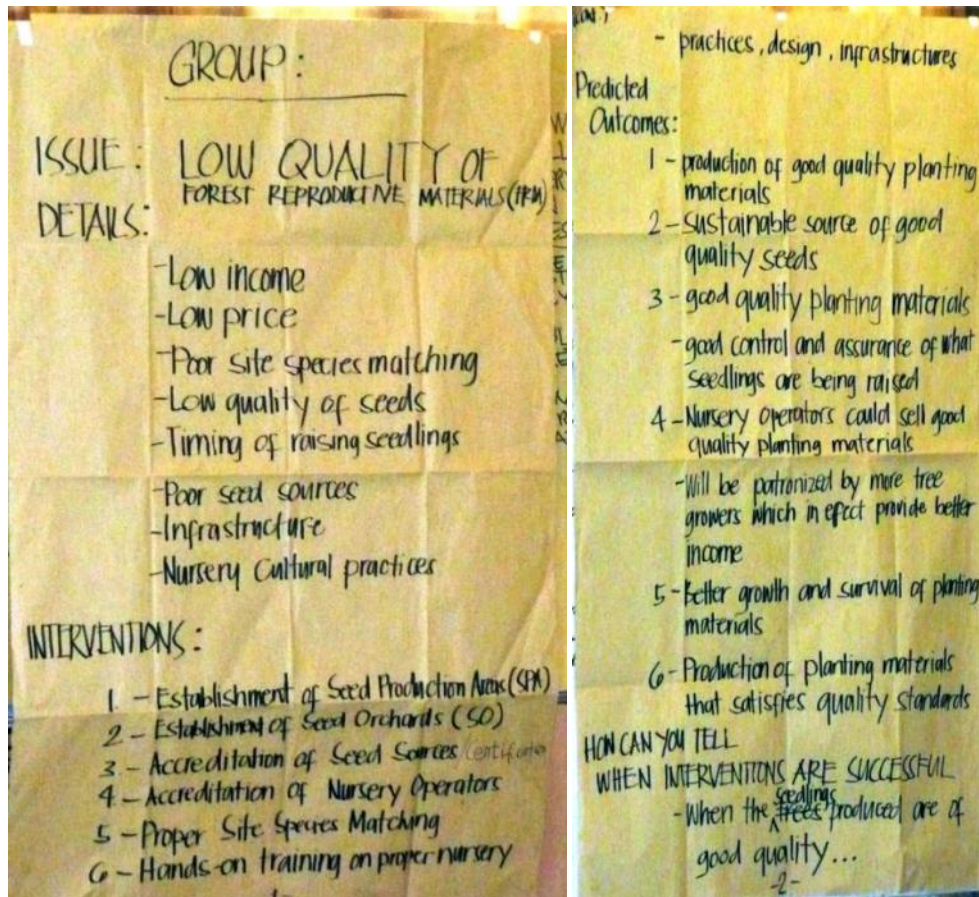 GROUP:
ISSUE: LOW QUALITY OF
FOREST REPRODUCTIVE MATERIALS (FRM)
DETAILS:
-Low income
-Low price
-Poor site species matching
-Low quality of seeds
-Timing of raising seedlings
-Poor seed sources
-Infrastructure
-Nursery Cultural practices
INTERVENTIONS:
1 - Establishment of Seed Production Areas (SPA)
2 - Establishment of Seed Orchards (SO)
3 - Accreditation of Seed Sources
4 - Accreditation of Nursery Operators
5 - Proper Site Species Matching
6 - Hands-on training on proper nursery
- practices, design, infrastructures
Predicted
Outcomes:
1 - production of good quality planting
materials
2 - sustainable source of good
quality seeds
3 - good quality planting materials
- good control and assurance of what
seedlings are being raised
4 - Nursery operators could sell good
quality planting materials
- Will be patronized by more tree
growers which in efect provide better
income
5 - Better growth and survival of planting
materials
6 - Production of planting materials
that satisfies quality standards
HOW CAN YOU TELL
WHEN INTERVENTIONS ARE SUCCESSFUL
- When the trees seedlings produced are of
good quality...
-2-